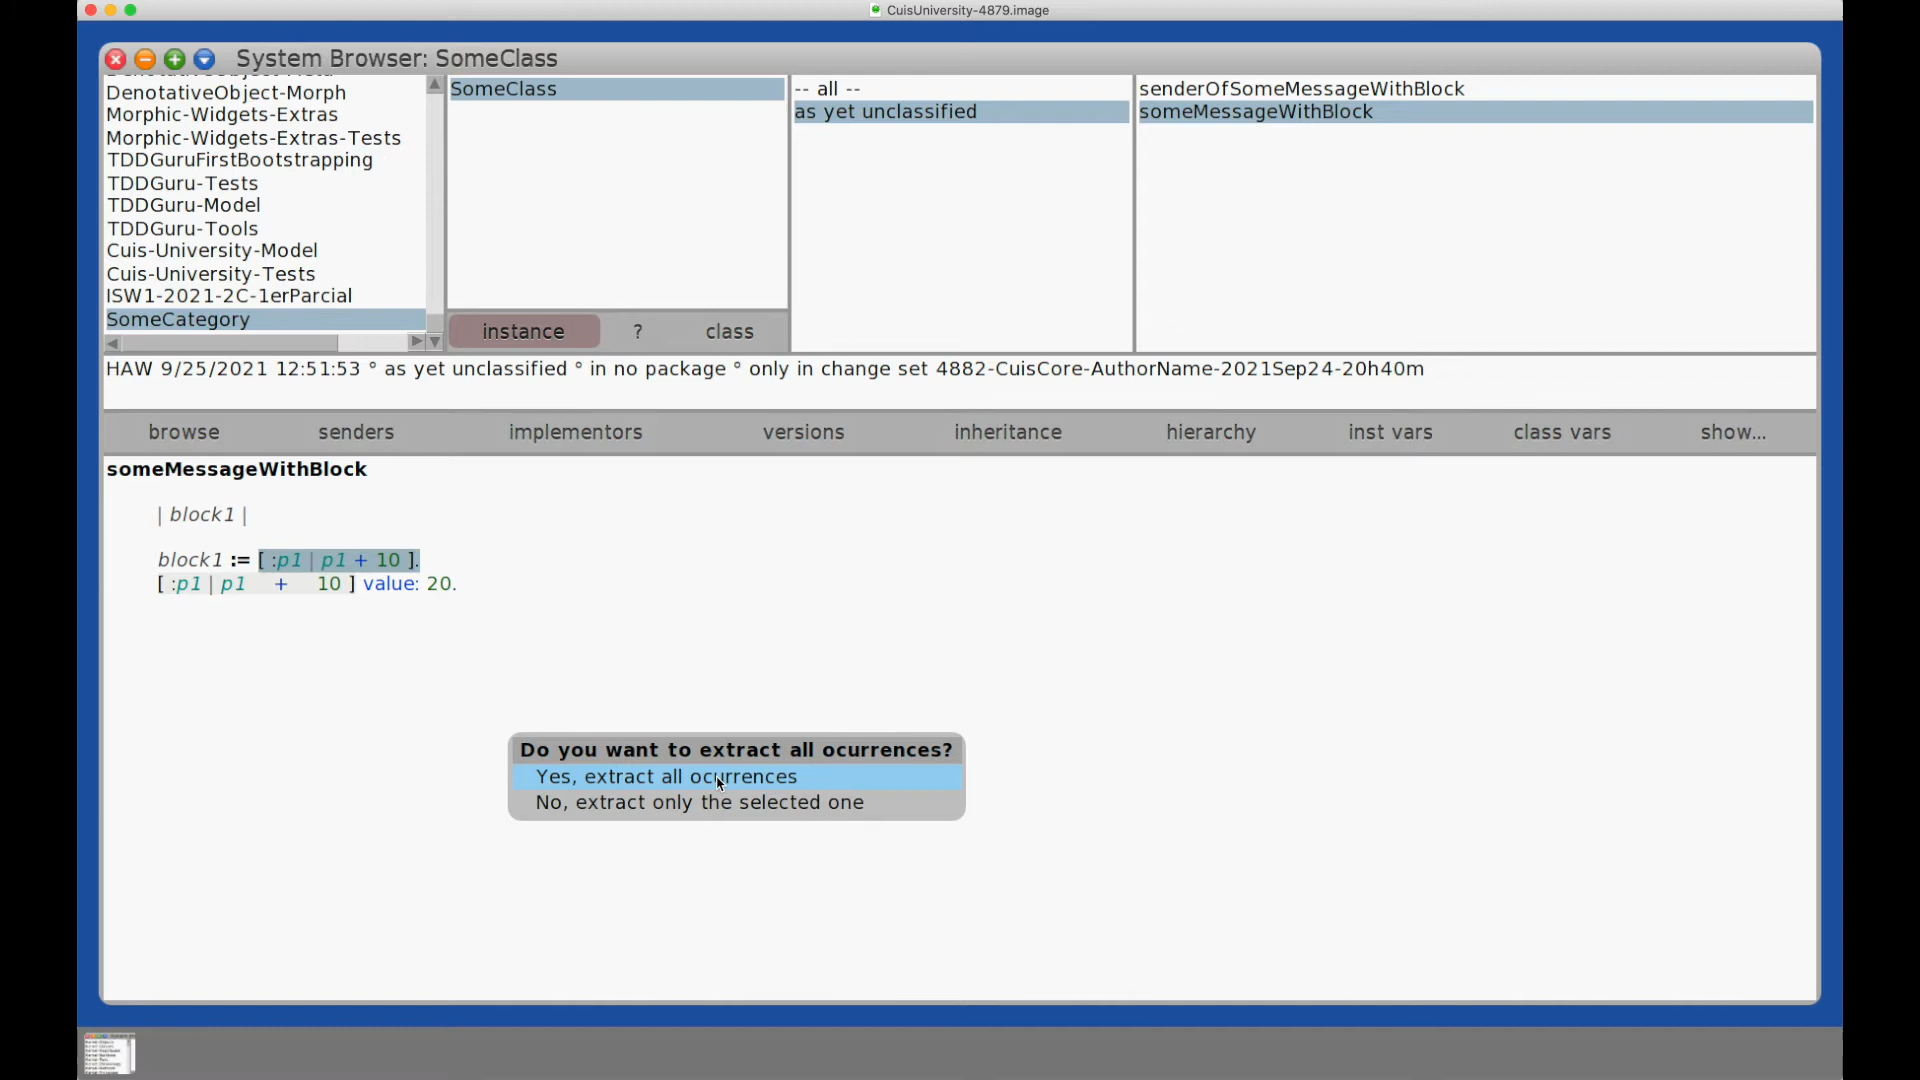 CuisUniversity-4879.image
System Browser: SomeClass
DenotativeObject-Morph
Morphic-Widgets-Extras
Morphic-Widgets-Extras-Tests
TDDGuruFirstBootstrapping
TDDGuru-Tests
TDDGuru-Model
TDDGuru-Tools
Cuis-University-Model
Cuis-University-Tests
ISW1-2021-2C-1erParcial
SomeCategory
SomeClass
instance ? class
-- all --
as yet unclassified
senderOfSomeMessageWithBlock
someMessageWithBlock
HAW 9/25/2021 12:51:53 ° as yet unclassified ° in no package ° only in change set 4882-CuisCore-AuthorName-2021Sep24-20h40m
browse senders implementors versions inheritance hierarchy inst vars class vars show...
someMessageWithBlock
| block1 |
block1 := [ :p1 | p1 + 10 ].
[ :p1 | p1 + 10 ] value: 20.
Do you want to extract all ocurrences?
Yes, extract all ocurrences
No, extract only the selected one